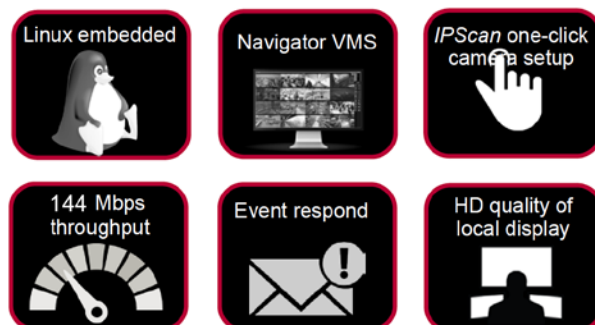 Linux embedded
Navigator VMS
IPScan one-click
camera setup
144 Mbps
throughput
Event respond
HD quality of
local display